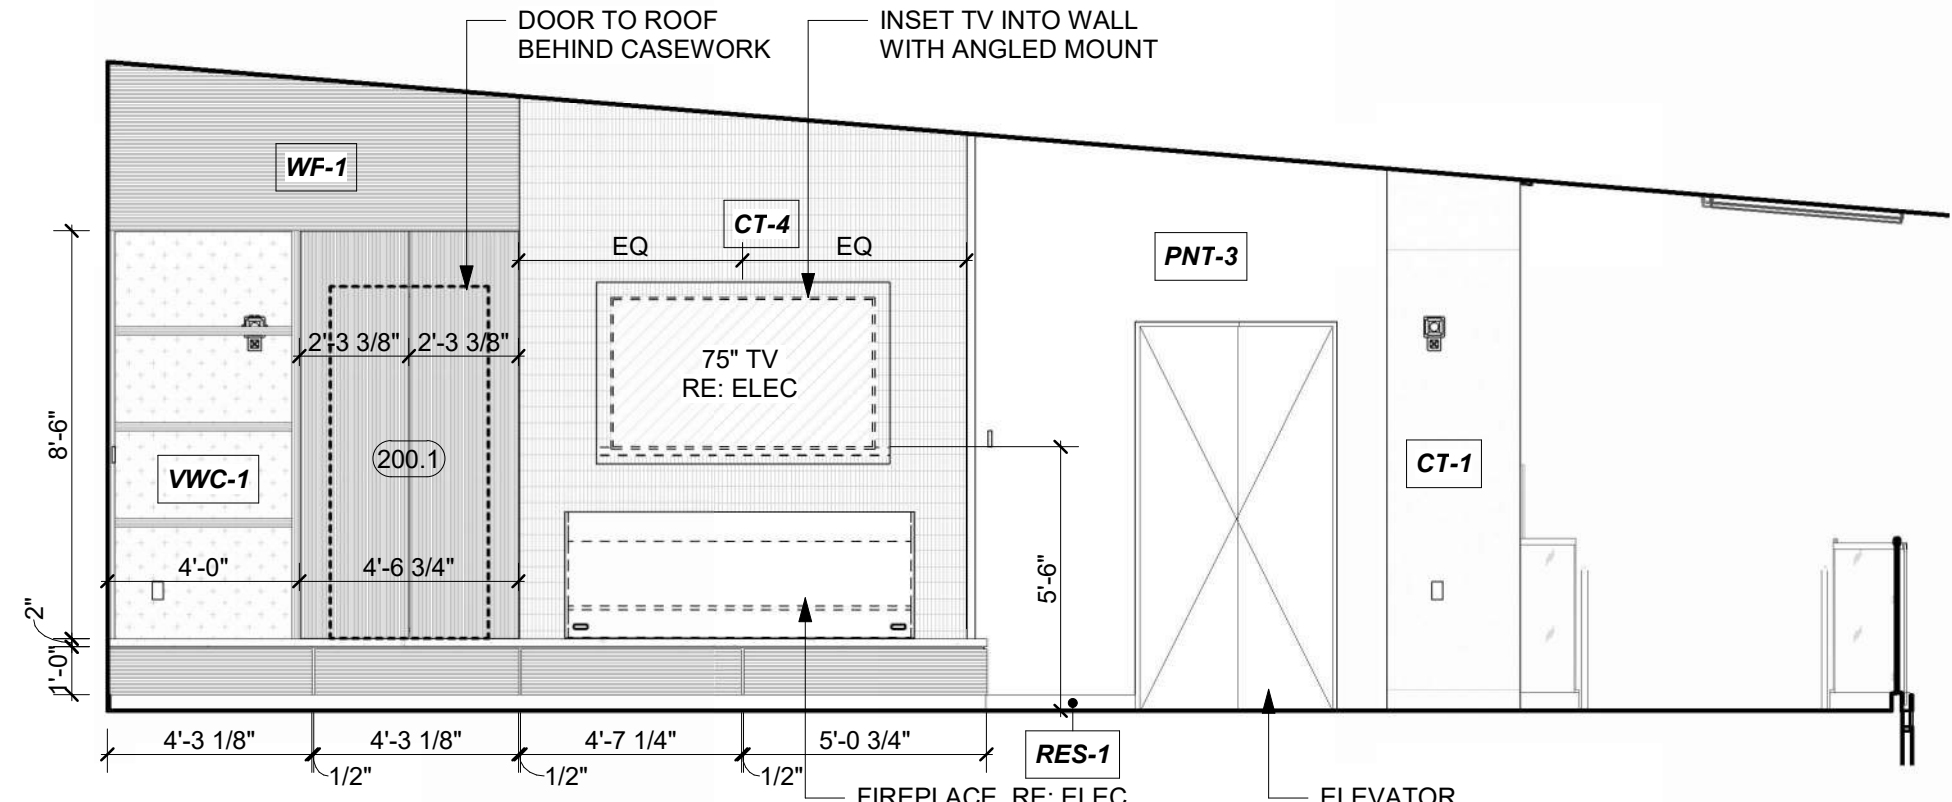 DOOR TO ROOF
BEHIND CASEWORK
INSET TV INTO WALL
WITH ANGLED MOUNT
WF-1
CT-4
EQ
EQ
PNT-3
2'-3 3/8"
2'-3 3/8"
75" TV
RE: ELEC
8'-6"
200.1
VWC-1
CT-1
4'-0"
4'-6 3/4"
5'-6"
2"
1'-0"
4'-3 1/8"
4'-3 1/8"
4'-7 1/4"
5'-0 3/4"
RES-1
1/2"
1/2"
1/2"
FIREPLACE, RE: ELEC
ELEVATOR